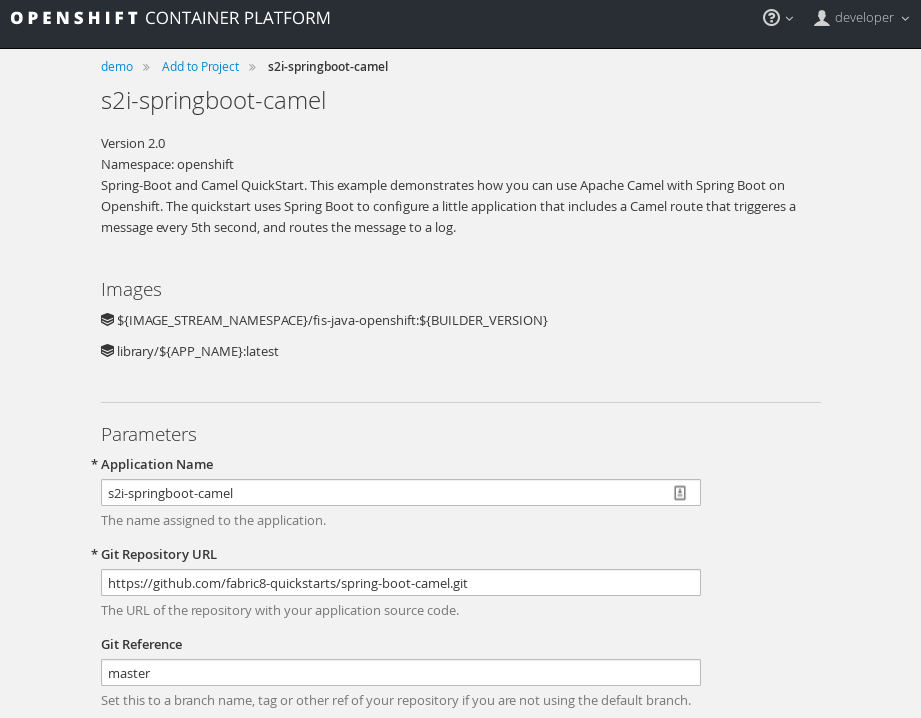 OPENSHIFT CONTAINER PLATFORM
developer
demo » Add to Project » s2i-springboot-camel
s2i-springboot-camel
Version 2.0
Namespace: openshift
Spring-Boot and Camel QuickStart. This example demonstrates how you can use Apache Camel with Spring Boot on
Openshift. The quickstart uses Spring Boot to configure a little application that includes a Camel route that triggeres a
message every 5th second, and routes the message to a log.
Images
${IMAGE_STREAM_NAMESPACE}/fis-java-openshift:${BUILDER_VERSION}
library/${APP_NAME}:latest
Parameters
* Application Name
s2i-springboot-camel
The name assigned to the application.
* Git Repository URL
https://github.com/fabric8-quickstarts/spring-boot-camel.git
The URL of the repository with your application source code.
Git Reference
master
Set this to a branch name, tag or other ref of your repository if you are not using the default branch.